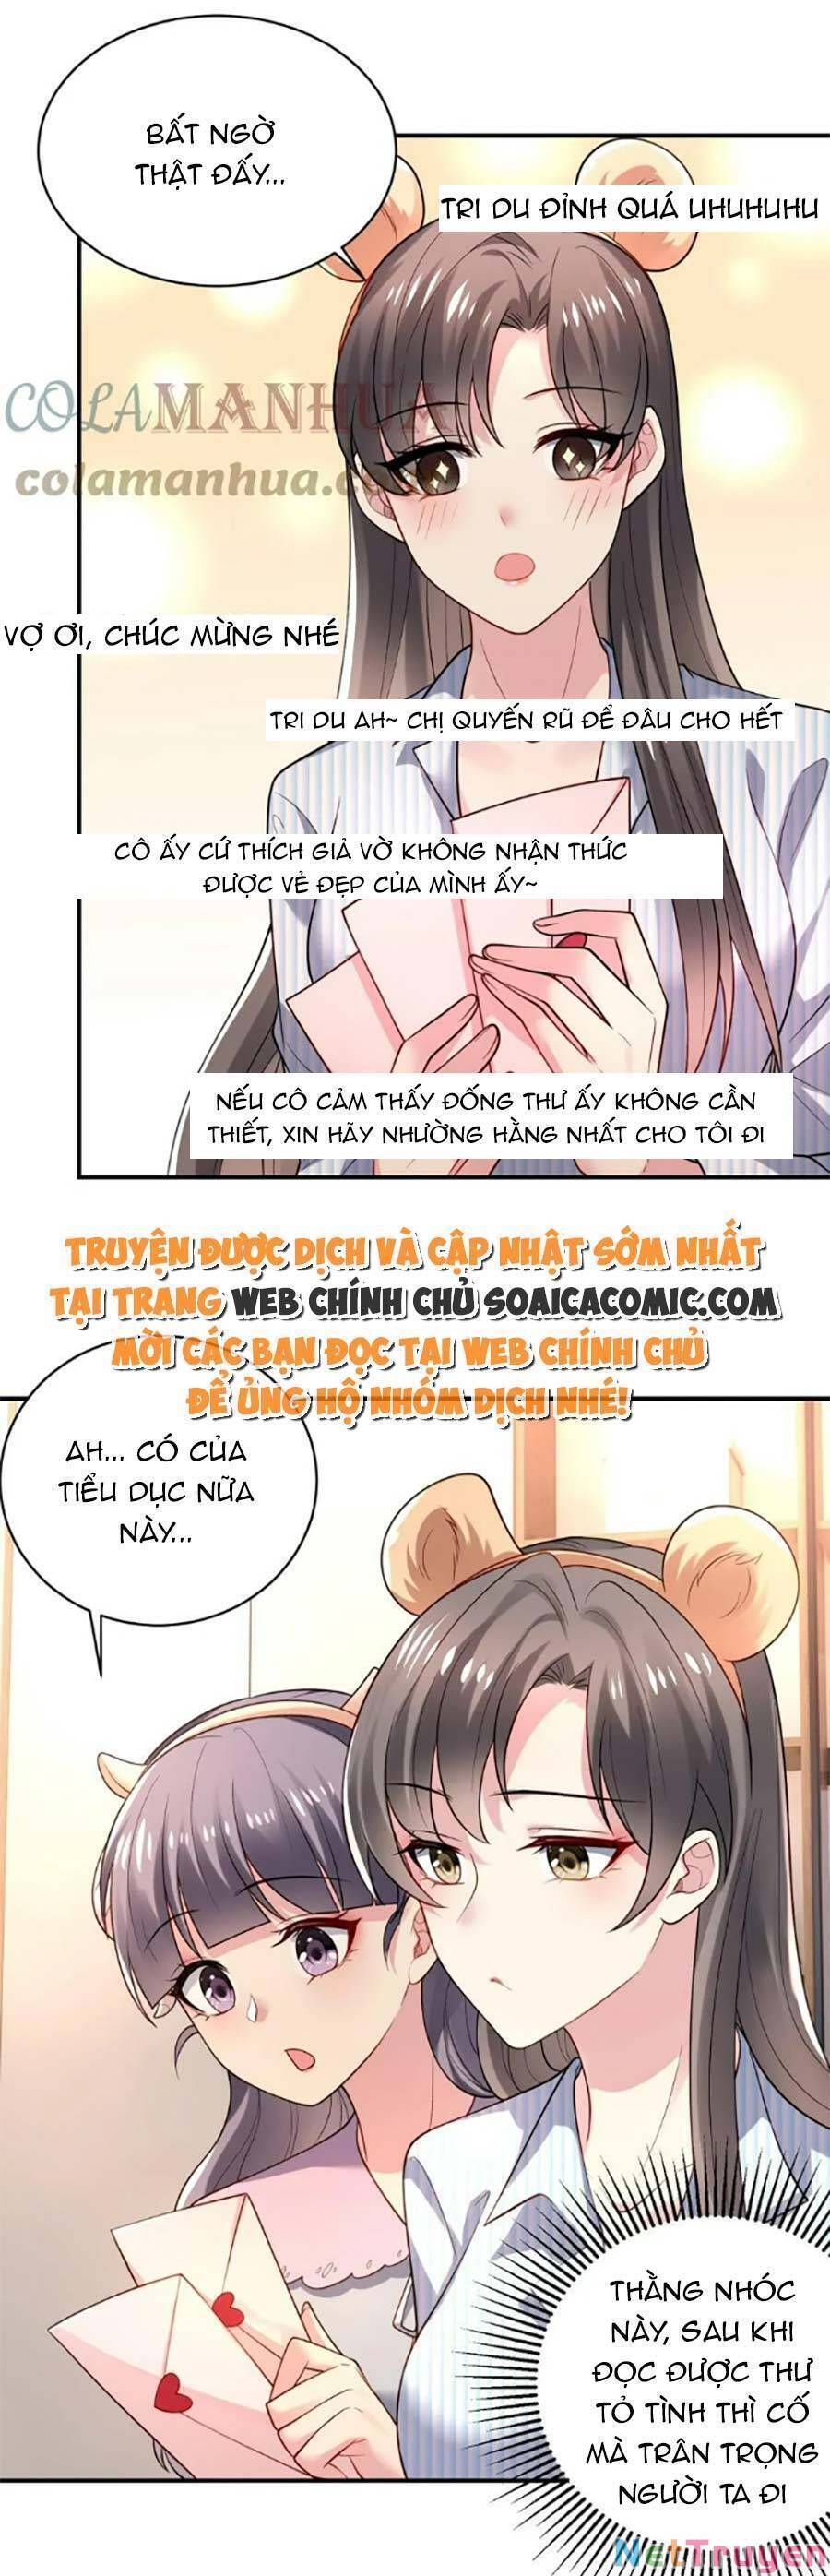 BẤT NGỜ
THẬT ĐẤY...
TRI DU ĐỈNH QUÁ UHUHUHU
COLAMANHUA
colamanhua.co
VỢ ƠI, CHÚC MỪNG NHÉ
TRI DU AH~ CHỊ QUYẾN RŨ ĐỂ ĐÂU CHO HẾT
CÔ ẤY CỨ THÍCH GIẢ VỜ KHÔNG NHẬN THỨC
ĐƯỢC VẺ ĐẸP CỦA MÌNH ẤY~
NẾU CÔ CẢM THẤY ĐỐNG THƯ ẤY KHÔNG CẦN
THIẾT, XIN HÃY NHƯỜNG HẰNG NHẤT CHO TÔI ĐI
TRUYỆN ĐƯỢC DỊCH VÀ CẬP NHẬT SỚM NHẤT
TẠI TRANG WEB CHÍNH CHỦ SOAICACOMIC.COM
MỜI CÁC BẠN ĐỌC TẠI WEB CHÍNH CHỦ
ĐỂ ỦNG HỘ NHÓM DỊCH NHÉ!
AH... CÓ CỦA
TIỂU DỤC NỮA
NÀY...
THẰNG NHÓC
NÀY, SAU KHI
ĐỌC ĐƯỢC THƯ
TỎ TÌNH THÌ CỐ
MÀ TRÂN TRỌNG
NGƯỜI TA ĐI
NetTruyen